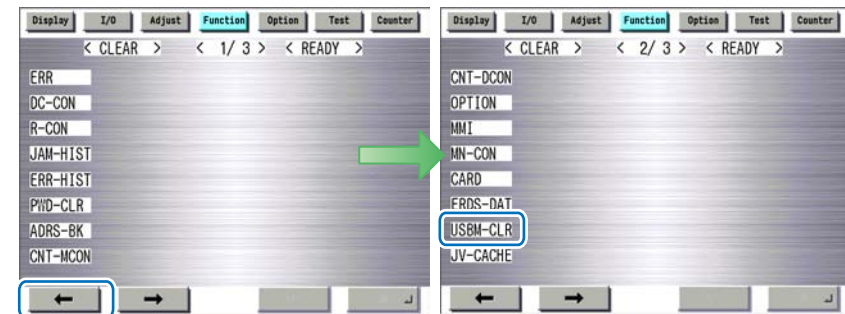 Display I/O Adjust Function Option Test Counter
< CLEAR > < 1/ 3 > < READY >
ERR
DC-CON
R-CON
JAM-HIST
ERR-HIST
PWD-CLR
ADRS-BK
CNT-MCON
Display I/O Adjust Function Option Test Counter
< CLEAR > < 2/ 3 > < READY >
CNT-DCON
OPTION
MMI
MN-CON
CARD
ERDS-DAT
USBM-CLR
JV-CACHE